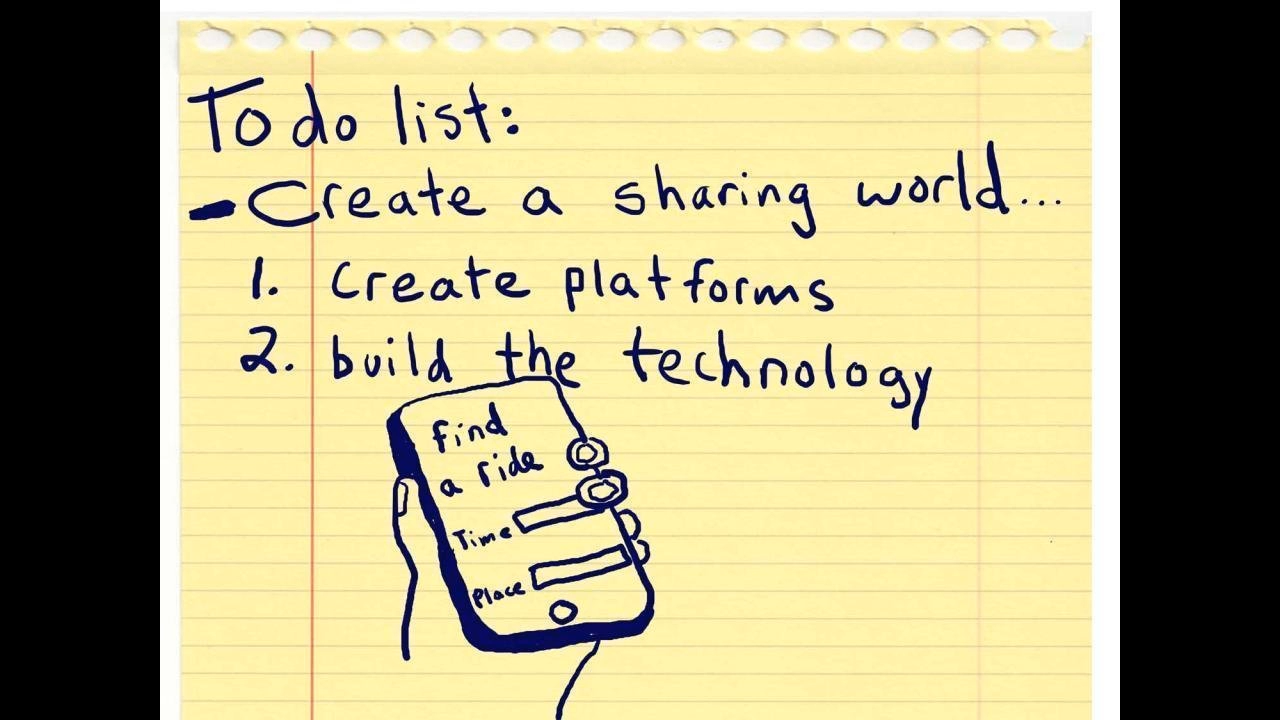 To do list:
- Create a sharing world...
1. create platforms
2. build the technology
find
a ride
Time
Place